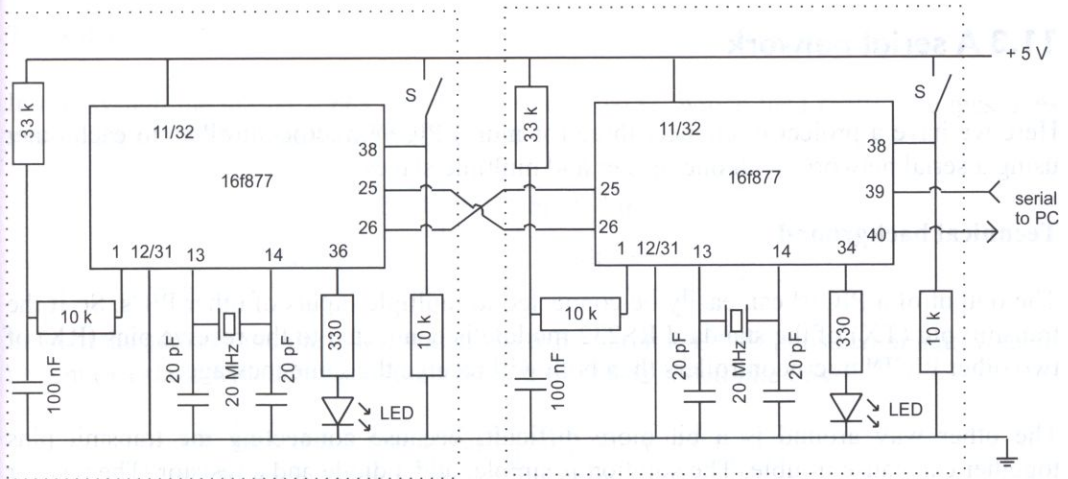 + 5 V
33 k
S
11/32
38
16f877
25
26
1 12/31 13 14 36
10 k
100 nF
20 pF
20 MHz
20 pF
330
LED
10 k
33 k
S
11/32
38
16f877
25
39
26
40
serial
to PC
1 12/31 13 14 34
10 k
100 nF
20 pF
20 MHz
20 pF
330
LED
10 k